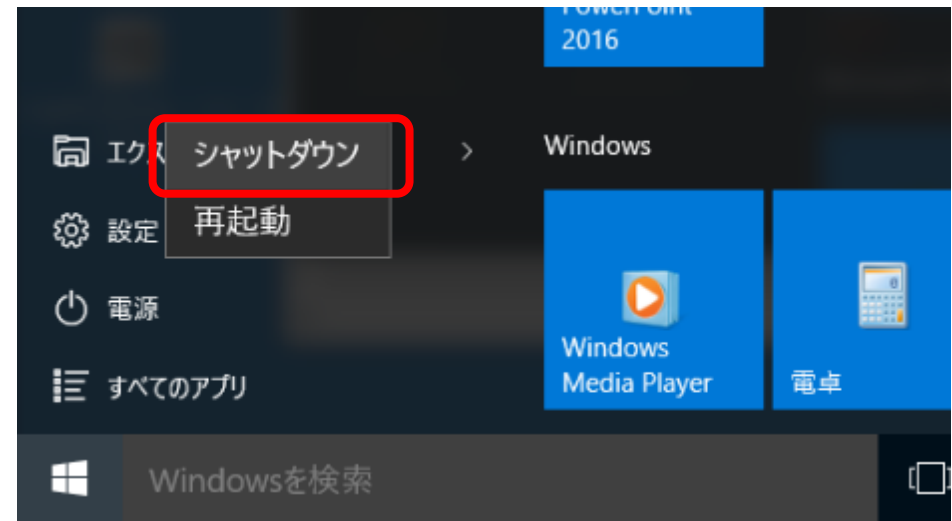 2016
エクス
シャットダウン
Windows
設定
再起動
電源
Windows
Media Player
電卓
すべてのアプリ
Windowsを検索